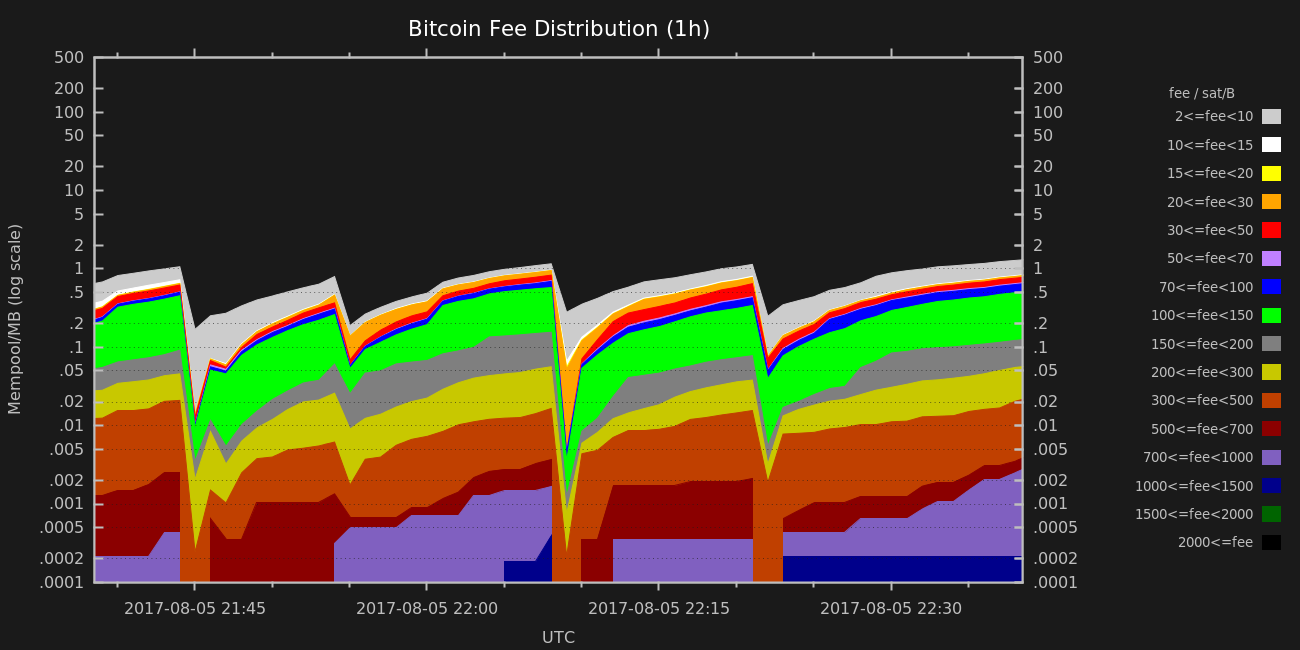 Bitcoin Fee Distribution (1h)
Mempool/MB (log scale)
500
200
100
50
20
10
5
2
1
.5
.2
.1
.05
.02
.01
.005
.002
.001
.0005
.0002
.0001
500
200
100
50
20
10
5
2
1
.5
.2
.1
.05
.02
.01
.005
.002
.001
.0005
.0002
.0001
fee / sat/B
2<=fee<10
10<=fee<15
15<=fee<20
20<=fee<30
30<=fee<50
50<=fee<70
70<=fee<100
100<=fee<150
150<=fee<200
200<=fee<300
300<=fee<500
500<=fee<700
700<=fee<1000
1000<=fee<1500
1500<=fee<2000
2000<=fee
2017-08-05 21:45
2017-08-05 22:00
2017-08-05 22:15
2017-08-05 22:30
UTC